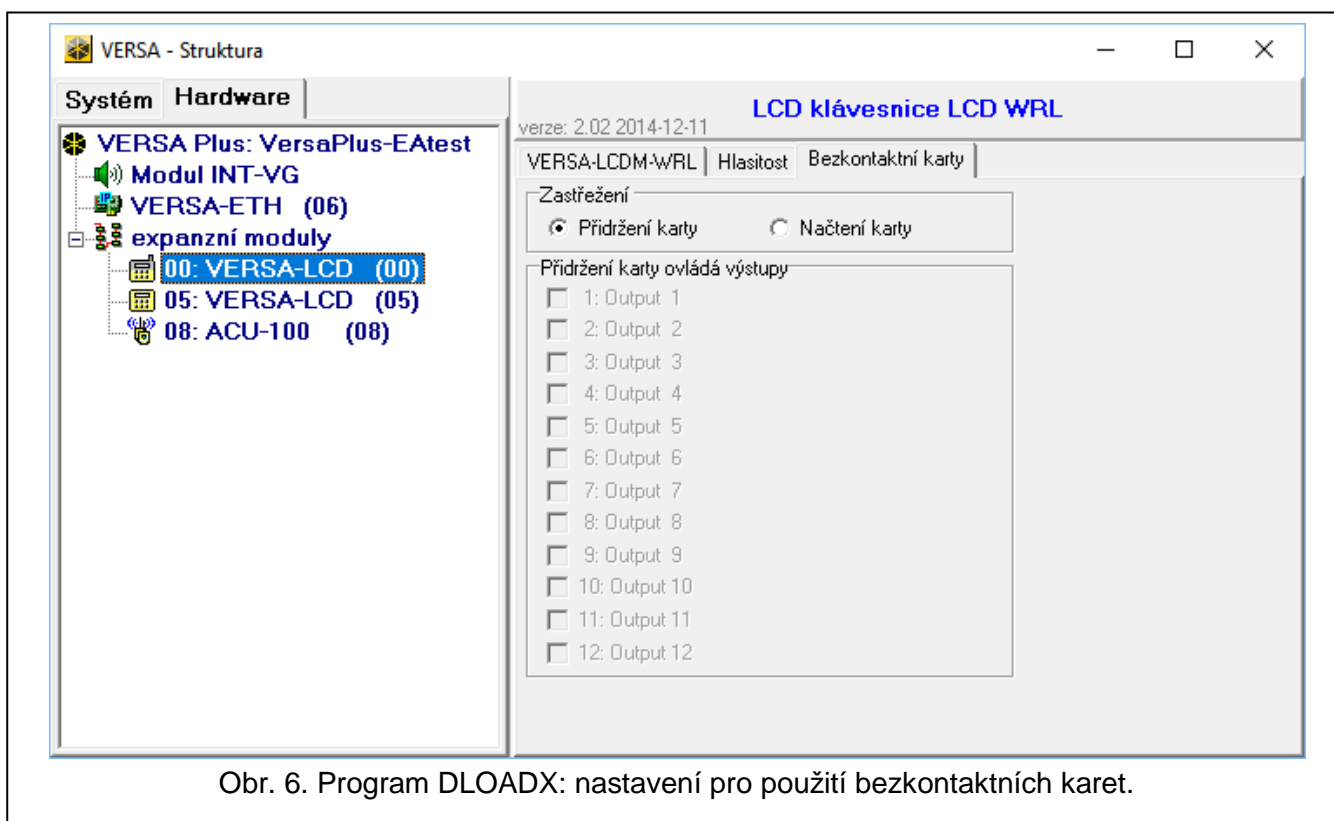 VERSA - Struktura
Systém Hardware
VERSA Plus: VersaPlus-EAtest
Modul INT-VG
VERSA-ETH (06)
expanzní moduly
00: VERSA-LCD (00)
05: VERSA-LCD (05)
08: ACU-100 (08)
LCD klávesnice LCD WRL
verze: 2.02 2014-12-11
VERSA-LCDM-WRL Hlasitost Bezkontaktní karty
Zastřežení
Přidržení karty Načtení karty
Přidržení karty ovládá výstupy
1: Output 1
2: Output 2
3: Output 3
4: Output 4
5: Output 5
6: Output 6
7: Output 7
8: Output 8
9: Output 9
10: Output 10
11: Output 11
12: Output 12
Obr. 6. Program DLOADX: nastavení pro použití bezkontaktních karet.